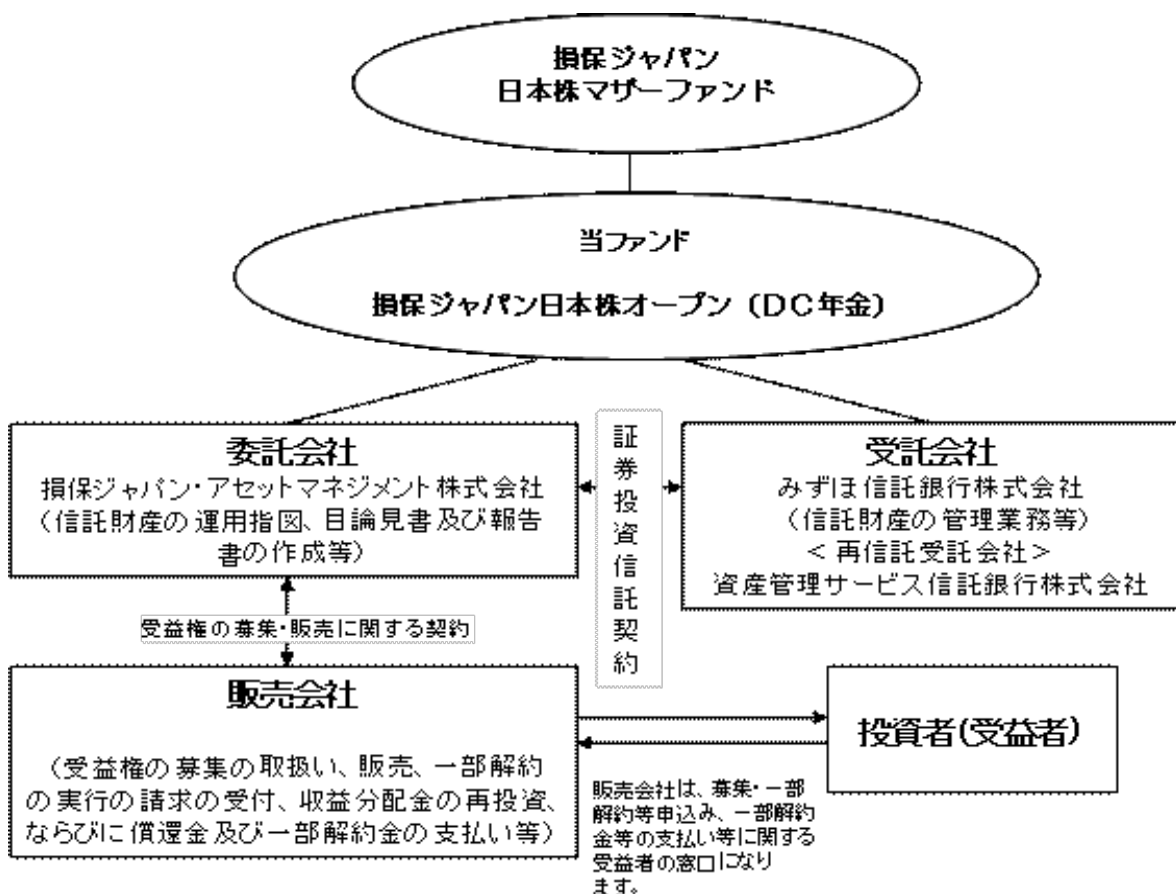 損保ジャパン
日本株マザーファンド
当ファンド
損保ジャパン日本株オープン（DC年金）
委託会社
損保ジャパン・アセットマネジメント株式会社
（信託財産の運用指図、目論見書及び報告
書の作成等）
証券投資信託契約
受託会社
みずほ信託銀行株式会社
（信託財産の管理業務等）
＜再信託受託会社＞
資産管理サービス信託銀行株式会社
受益権の募集・販売に関する契約
販売会社
（受益権の募集の取扱い、販売、一部解約
の実行の請求の受付、収益分配金の再投資、
ならびに償還金及び一部解約金の支払い等）
投資者(受益者)
販売会社は、募集・一部
解約等申込み、一部解約
金等の支払い等に関する
受益者の窓口になり
ます。